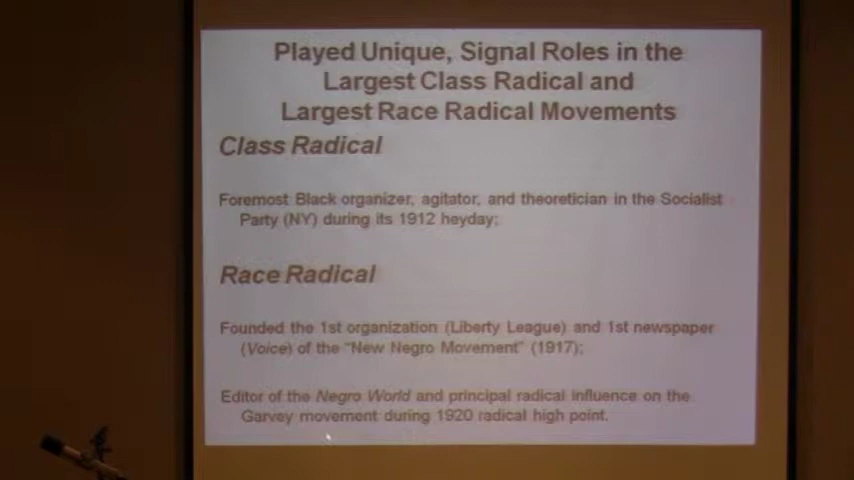 Played Unique, Signal Roles in the
Largest Class Radical and
Largest Race Radical Movements
Class Radical
Foremost Black organizer, agitator, and theoretician in the Socialist
Party (NY) during its 1912 heyday;
Race Radical
Founded the 1st organization (Liberty League) and 1st newspaper
(Voice) of the "New Negro Movement" (1917);
Editor of the Negro World and principal radical influence on the
Garvey movement during 1920 radical high point.